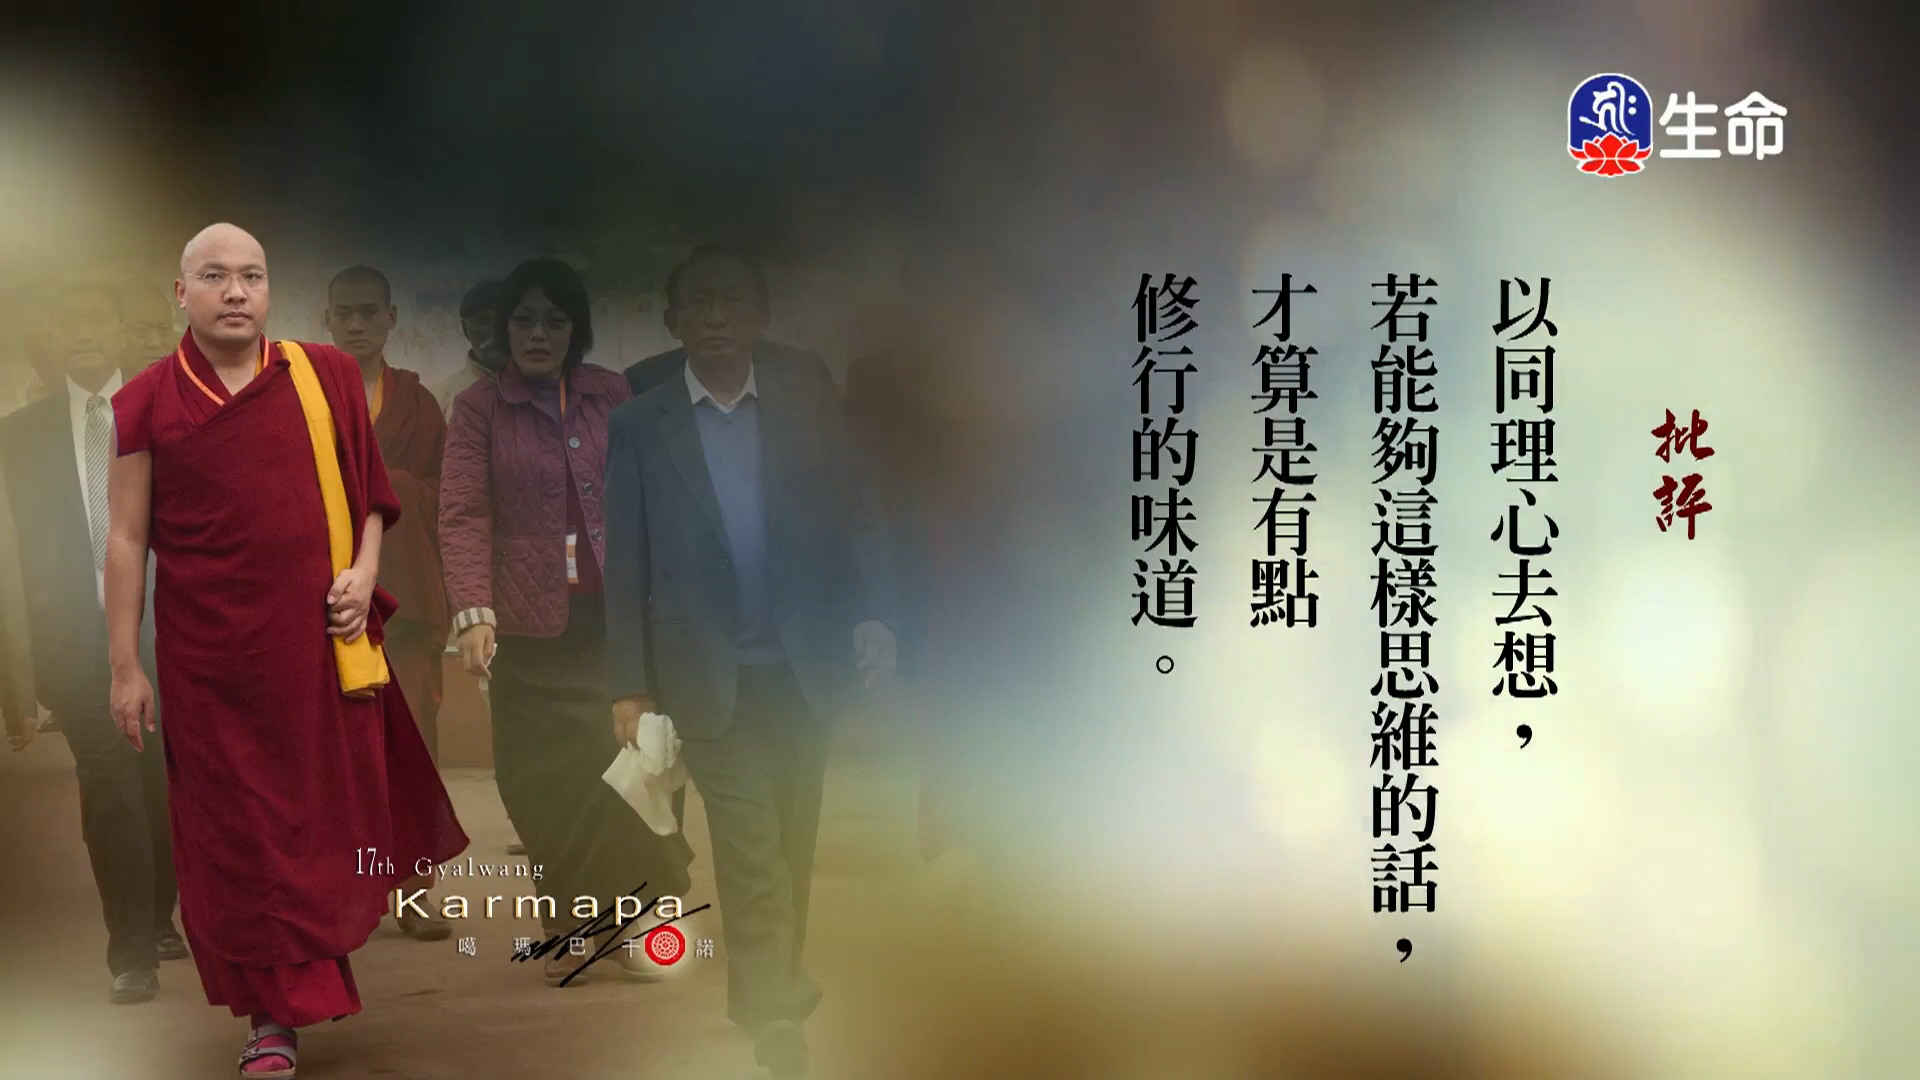 生命
批評
以同理心去想，
若能夠這樣思維的話，
才算是有點
修行的味道。
17th Gyalwang
Karmapa
噶瑪巴千諾